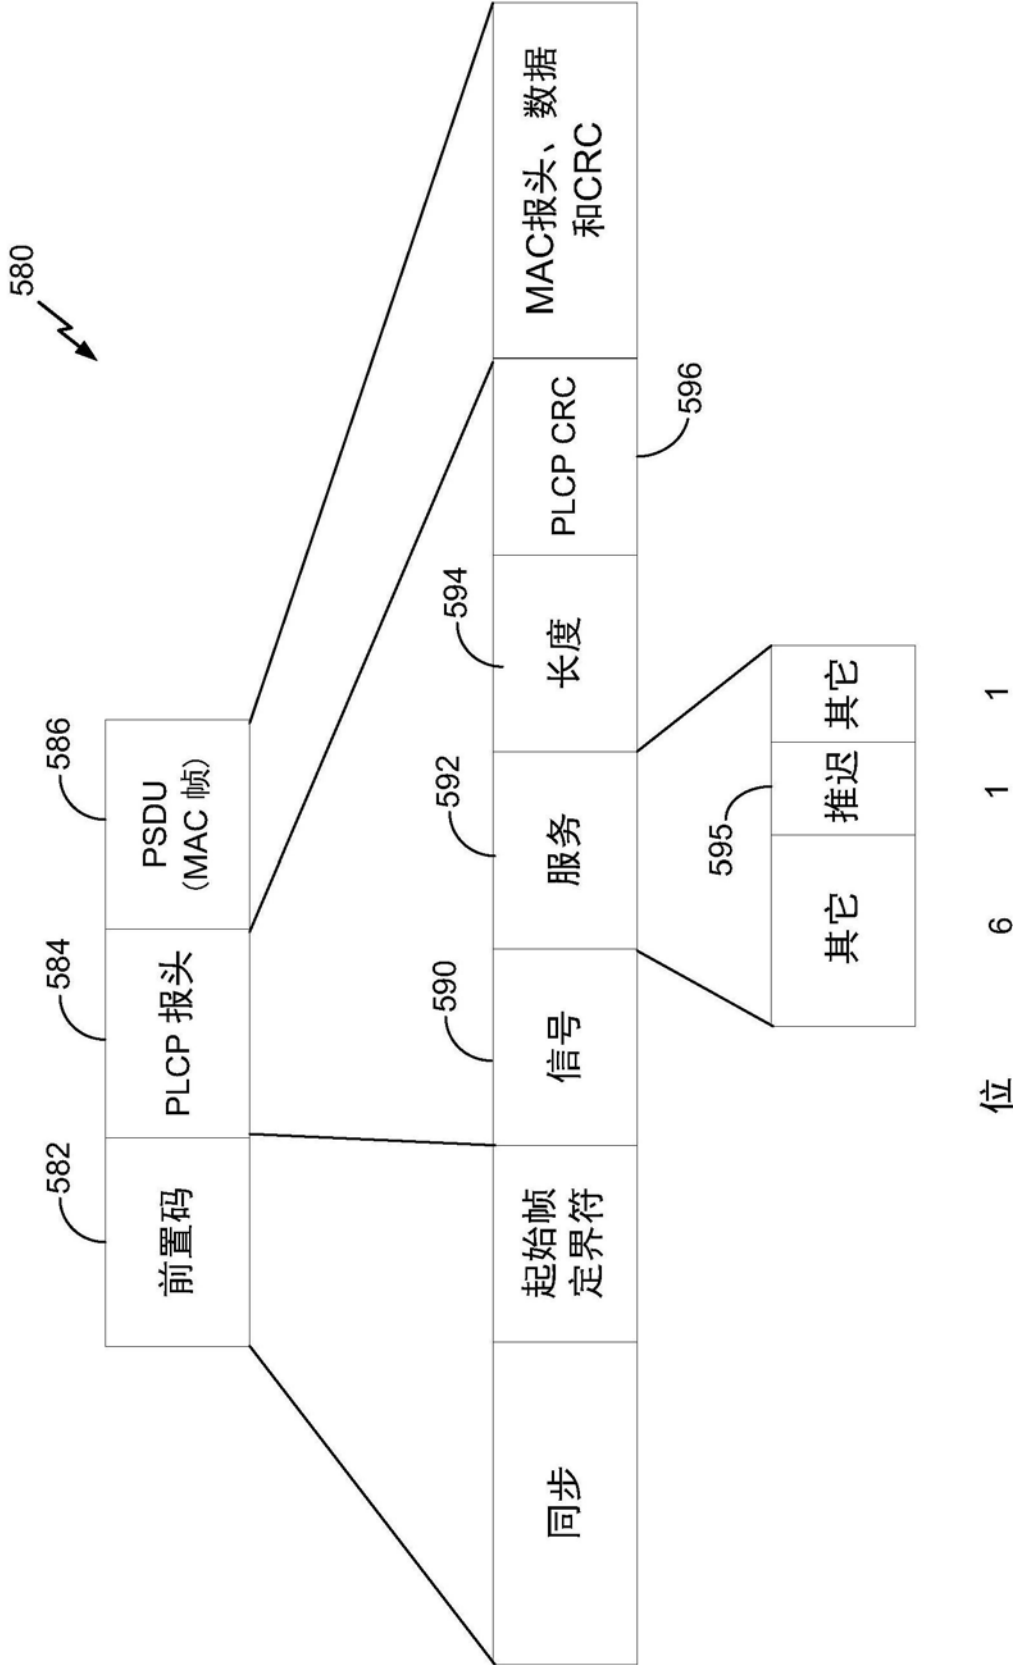 580
582
584
586
前置码
PLCP 报头
PSDU
(MAC 帧)
590
592
594
同步
起始帧
定界符
信号
服务
长度
PLCP CRC
MAC报头、数据
和CRC
596
595
其它
推迟
其它
位
6
1
1